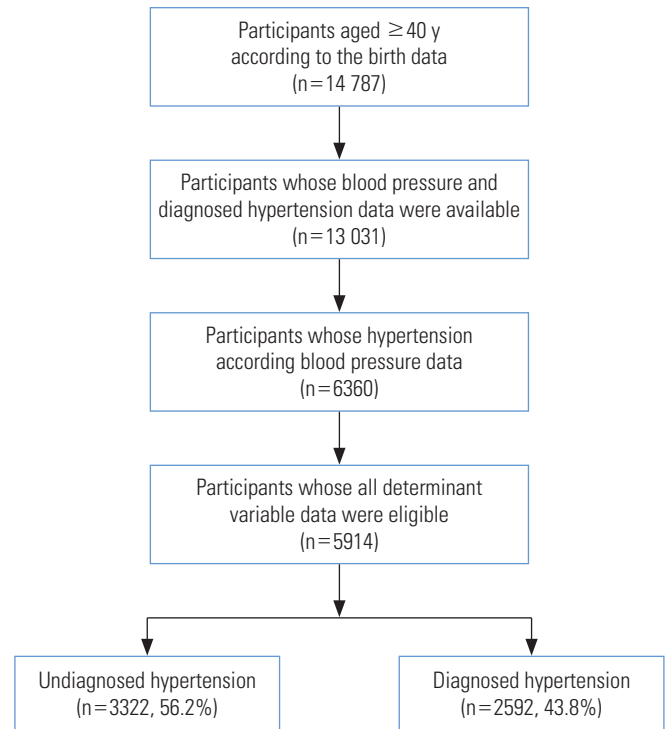 Participants aged ≥40 y
according to the birth data
(n=14 787)
Participants whose blood pressure and
diagnosed hypertension data were available
(n=13 031)
Participants whose hypertension
according blood pressure data
(n=6360)
Participants whose all determinant
variable data were eligible
(n=5914)
Undiagnosed hypertension
(n=3322, 56.2%)
Diagnosed hypertension
(n=2592, 43.8%)